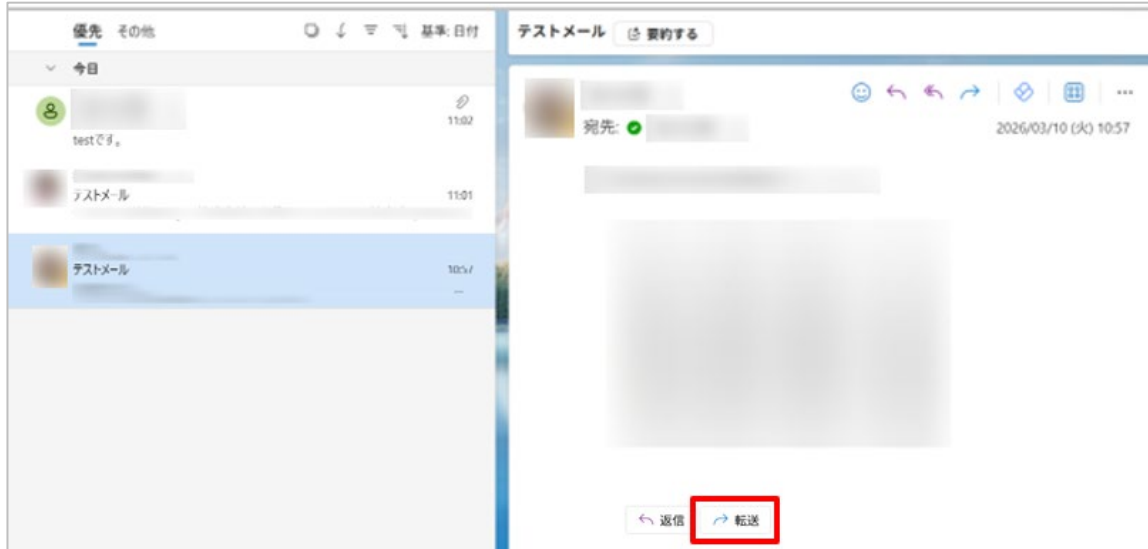 優先 その他 基準: 日付
今日
11:02
testです。
テストメール 11:01
テストメール 10:57
テストメール 要約する
宛先:
2026/03/10 (火) 10:57
返信 転送